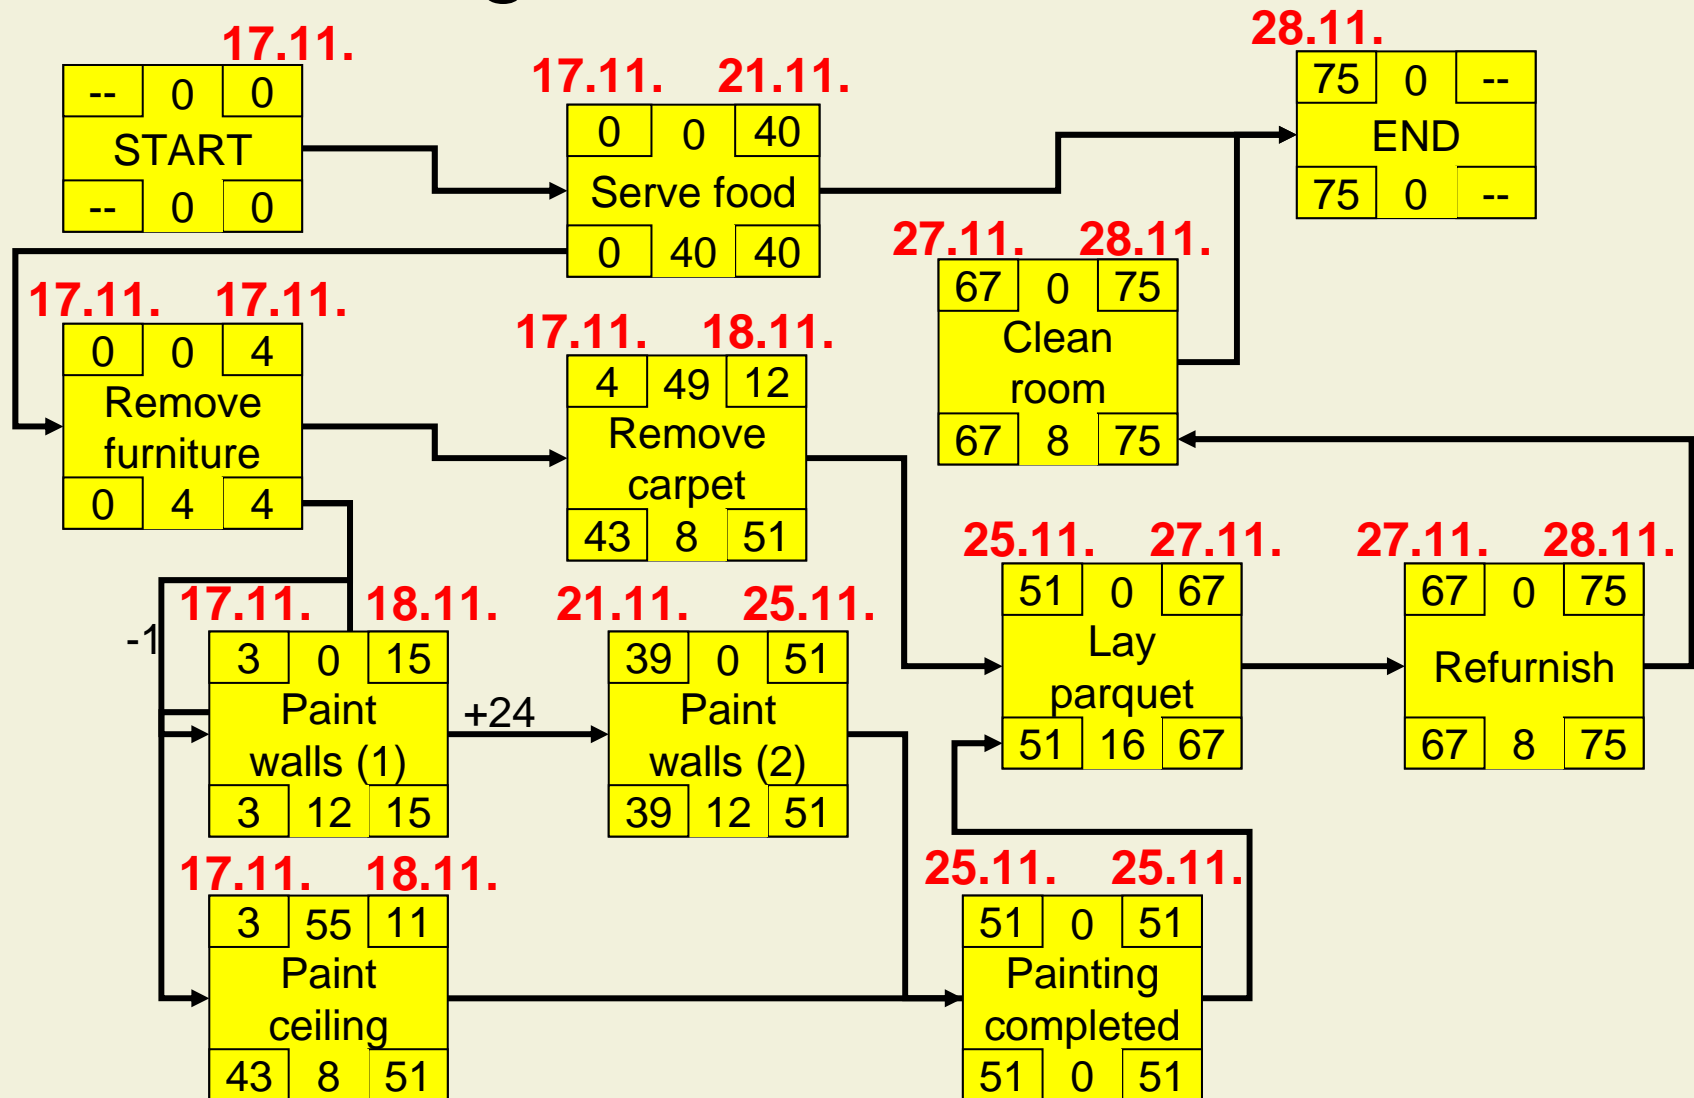 17.11.
-- 0 0
START
-- 0 0
17.11. 21.11.
0 0 40
Serve food
0 40 40
28.11.
75 0 --
END
75 0 --
17.11. 17.11.
0 0 4
Remove
furniture
0 4 4
17.11. 18.11.
4 49 12
Remove
carpet
43 8 51
27.11. 28.11.
67 0 75
Clean
room
67 8 75
-1
17.11. 18.11.
3 0 15
Paint
walls (1)
3 12 15
+24
21.11. 25.11.
39 0 51
Paint
walls (2)
39 12 51
25.11. 27.11.
51 0 67
Lay
parquet
51 16 67
27.11. 28.11.
67 0 75
Refurnish
67 8 75
17.11. 18.11.
3 55 11
Paint
ceiling
43 8 51
25.11. 25.11.
51 0 51
Painting
completed
51 0 51